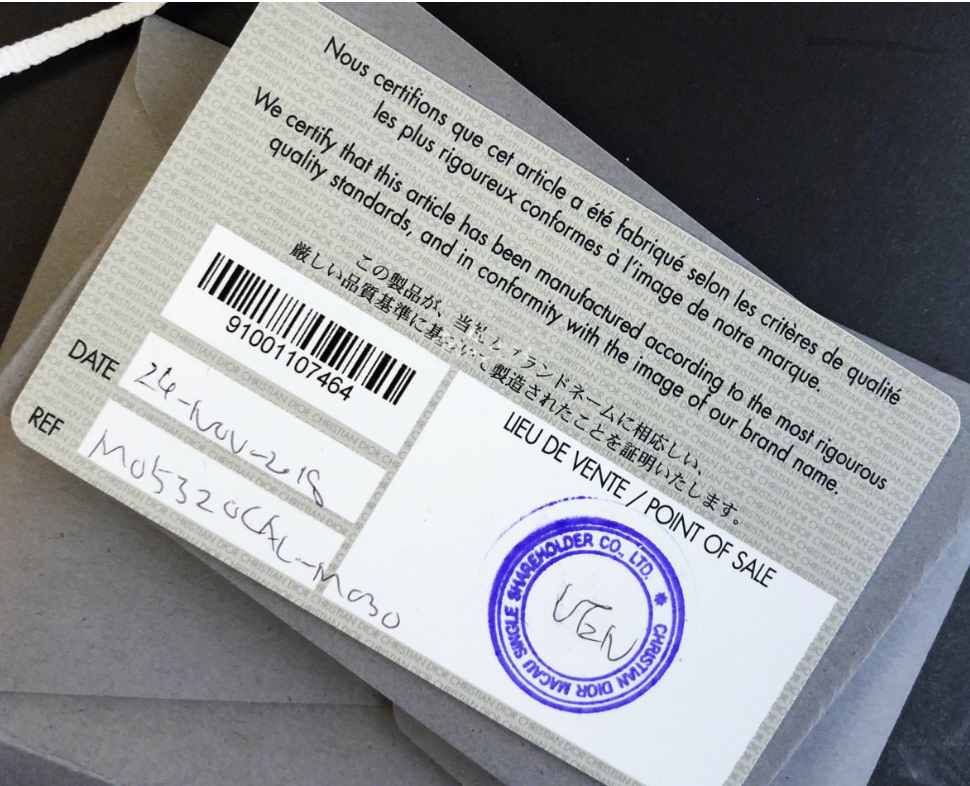 Nous certifions que cet article a été fabriqué selon les critères de qualité
les plus rigoureux conformes à l'image de notre marque.
We certify that this article has been manufactured according to the most rigourous
quality standards, and in conformity with the image of our brand name.
この製品が、当社とブランドネームに相応しい、
厳しい品質基準に基づいて製造されたことを証明いたします。
91001107464
DATE 24-NOV-2018
REF M0532OCAL-M030
LIEU DE VENTE / POINT OF SALE
CHRISTIAN DIOR MACAU SINGLE SHAREHOLDER CO., LTD. *
VEN